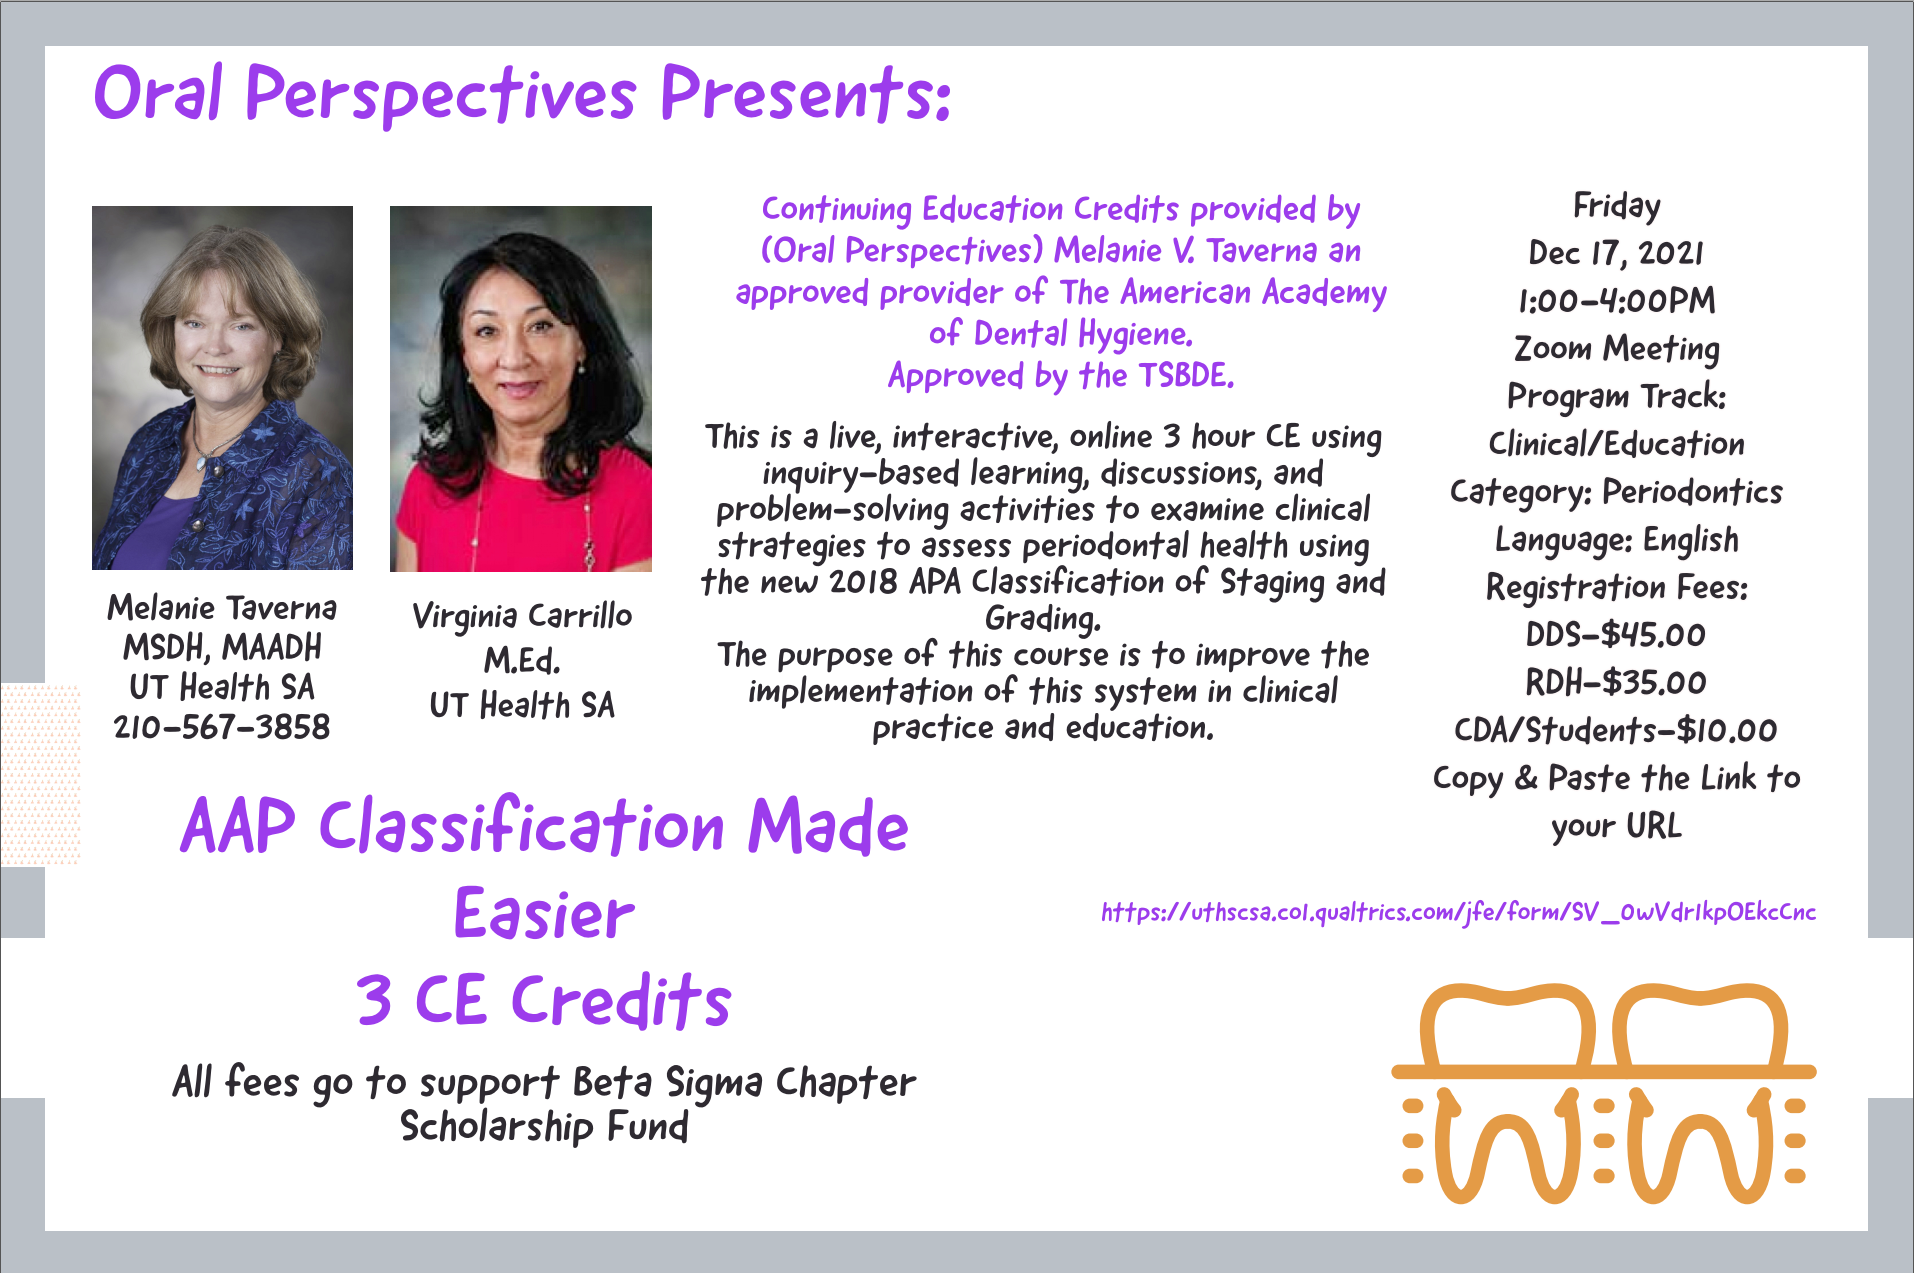 Oral Perspectives Presents:
Melanie Taverna
MSDH, MAADH
UT Health SA
210-567-3858
Virginia Carrillo
M.Ed.
UT Health SA
Continuing Education Credits provided by
(Oral Perspectives) Melanie V. Taverna an
approved provider of The American Academy
of Dental Hygiene.
Approved by the TSBDE.
This is a live, interactive, online 3 hour CE using
inquiry-based learning, discussions, and
problem-solving activities to examine clinical
strategies to assess periodontal health using
the new 2018 APA Classification of Staging and
Grading.
The purpose of this course is to improve the
implementation of this system in clinical
practice and education.
Friday
Dec 17, 2021
1:00-4:00PM
Zoom Meeting
Program Track:
Clinical/Education
Category: Periodontics
Language: English
Registration Fees:
DDS-$45.00
RDH-$35.00
CDA/Students-$10.00
Copy & Paste the Link to
your URL
https://uthscsa.co1.qualtrics.com/jfe/form/SV_0wVdr1kpOEkcCnc
AAP Classification Made
Easier
3 CE Credits
All fees go to support Beta Sigma Chapter
Scholarship Fund